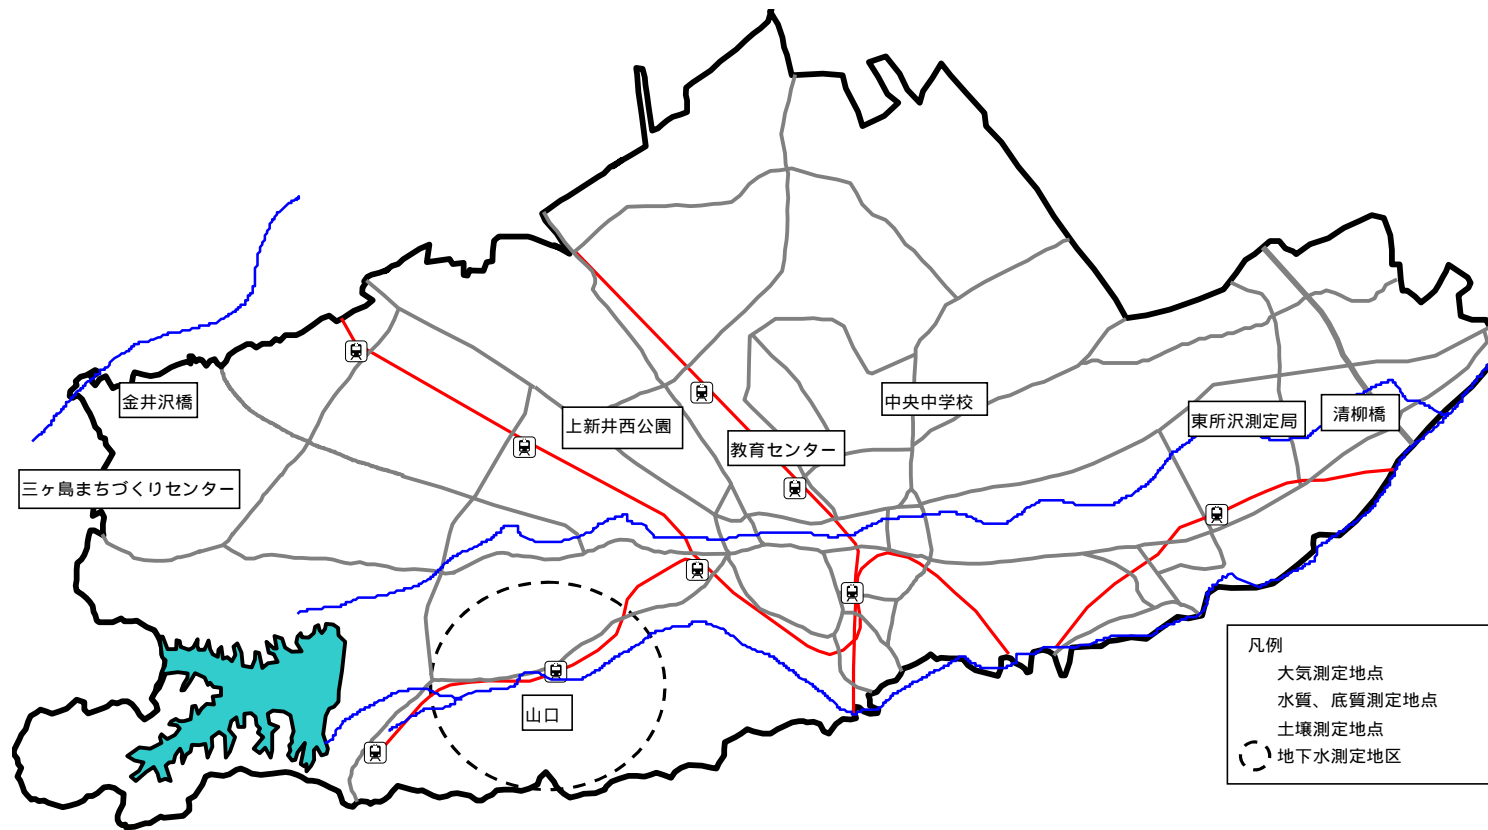 金井沢橋
上新井西公園
中央中学校
東所沢測定局
清柳橋
教育センター
三ヶ島まちづくりセンター
山口
凡例
大気測定地点
水質、底質測定地点
土壌測定地点
地下水測定地区